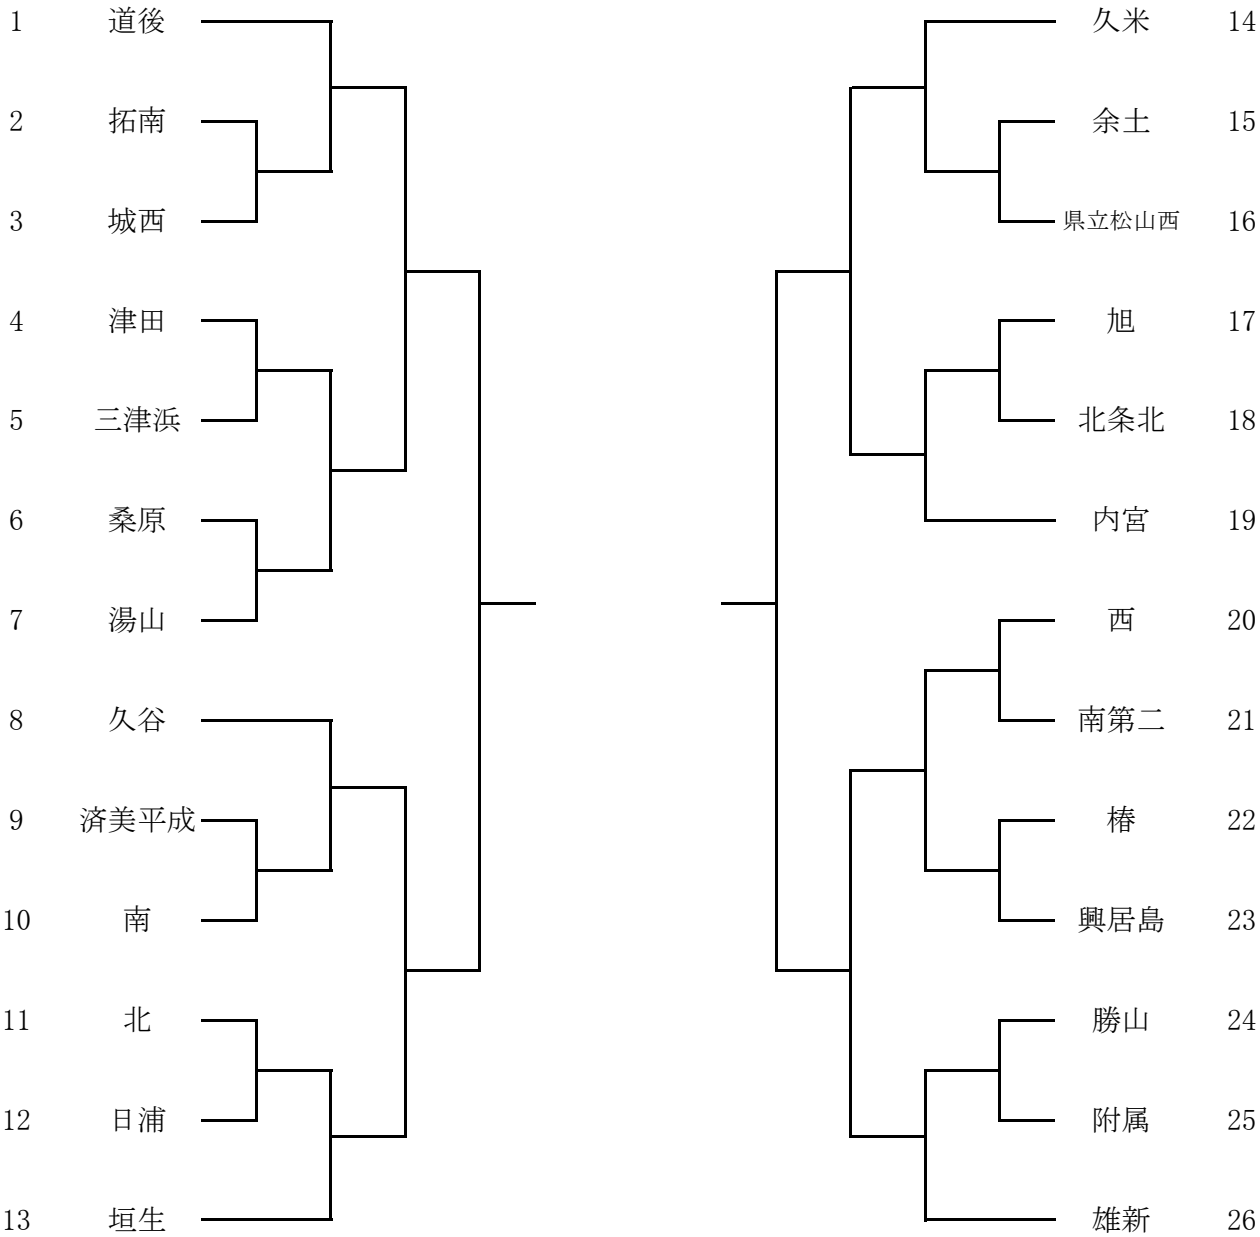 1 道後 久米 14
2 拓南 余土 15
3 城西 県立松山西 16
4 津田 旭 17
5 三津浜 北条北 18
6 桑原 内宮 19
7 湯山 西 20
8 久谷 南第二 21
9 済美平成 椿 22
10 南 興居島 23
11 北 勝山 24
12 日浦 附属 25
13 垣生 雄新 26